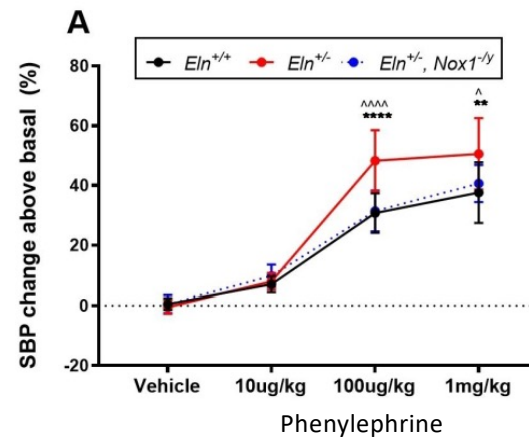 A
Eln+/+ Eln+/- Eln+/-, Nox1-/y
SBP change above basal (%)
80
60
40
20
0
-20
^^^^
****
^
**
Vehicle 10ug/kg 100ug/kg 1mg/kg
Phenylephrine